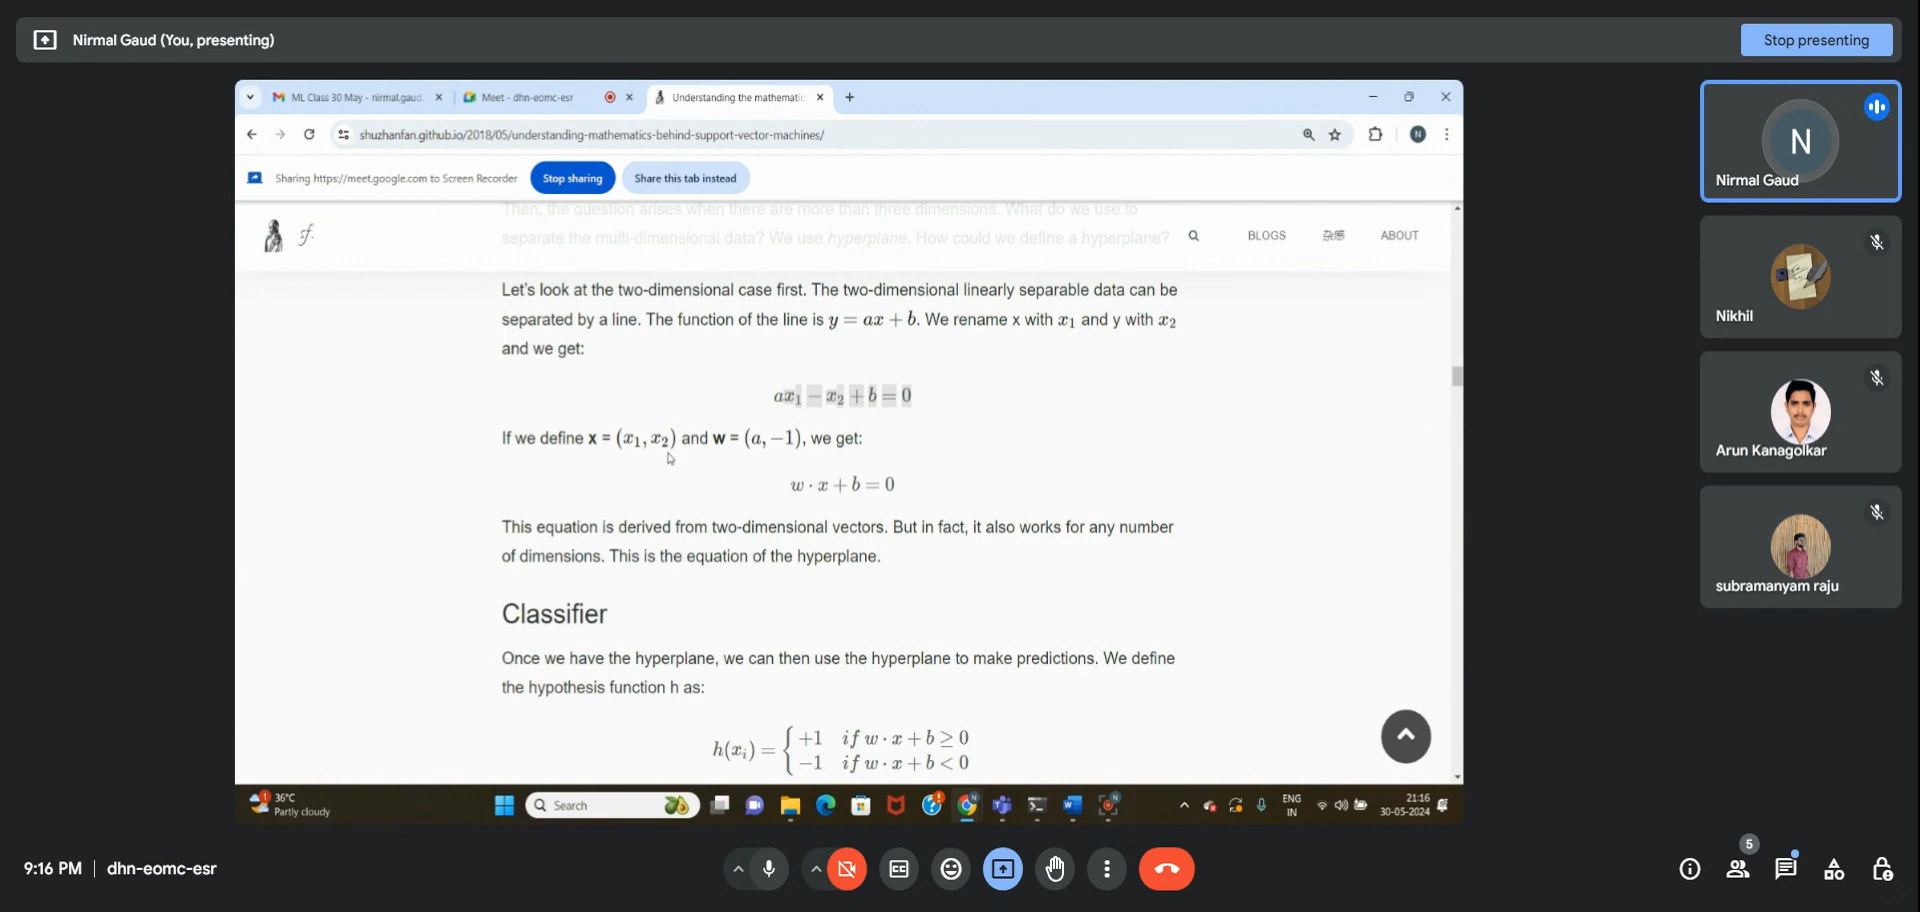 Nirmal Gaud (You, presenting)
Stop presenting
ML Class 30 May - nirmal.gaud.
Meet - dhn-eomc-esr
Understanding the mathematic
shuzhanfan.github.io/2018/05/understanding-mathematics-behind-support-vector-machines/
Sharing https://meet.google.com to Screen Recorder
Stop sharing
Share this tab instead
Then, the question arises when there are more than three dimensions. What do we use to
separate the multi-dimensional data? We use hyperplane. How could we define a hyperplane?
sf.
BLOGS
杂感
ABOUT
Let's look at the two-dimensional case first. The two-dimensional linearly separable data can be
separated by a line. The function of the line is y = ax + b. We rename x with x₁ and y with x₂
and we get:
ax₁ − x₂ + b = 0
If we define x = (x₁, x₂) and w = (a, −1), we get:
w · x + b = 0
This equation is derived from two-dimensional vectors. But in fact, it also works for any number
of dimensions. This is the equation of the hyperplane.
Classifier
Once we have the hyperplane, we can then use the hyperplane to make predictions. We define
the hypothesis function h as:
h(xᵢ) = { +1 if w · x + b ≥ 0
−1 if w · x + b < 0
1
36°C
Partly cloudy
Search
ENG
IN
21:16
30-05-2024
N
Nirmal Gaud
Nikhil
Arun Kanagolkar
subramanyam raju
9:16 PM | dhn-eomc-esr
5